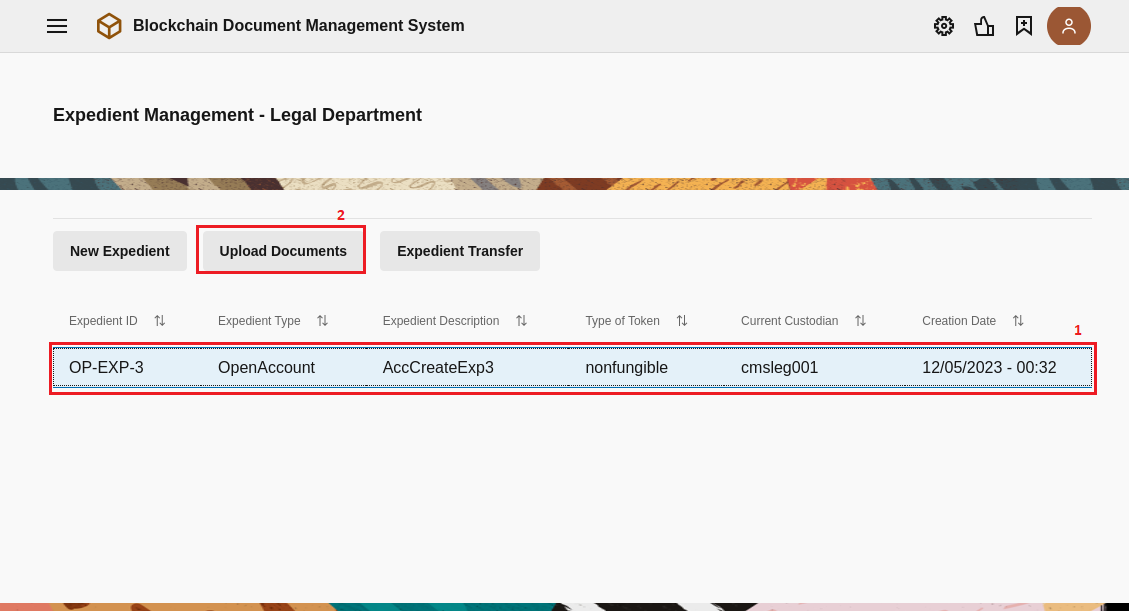 Blockchain Document Management System
Expedient Management - Legal Department
2
New Expedient Upload Documents Expedient Transfer
Expedient ID Expedient Type Expedient Description Type of Token Current Custodian Creation Date
1
OP-EXP-3 OpenAccount AccCreateExp3 nonfungible cmsleg001 12/05/2023 - 00:32